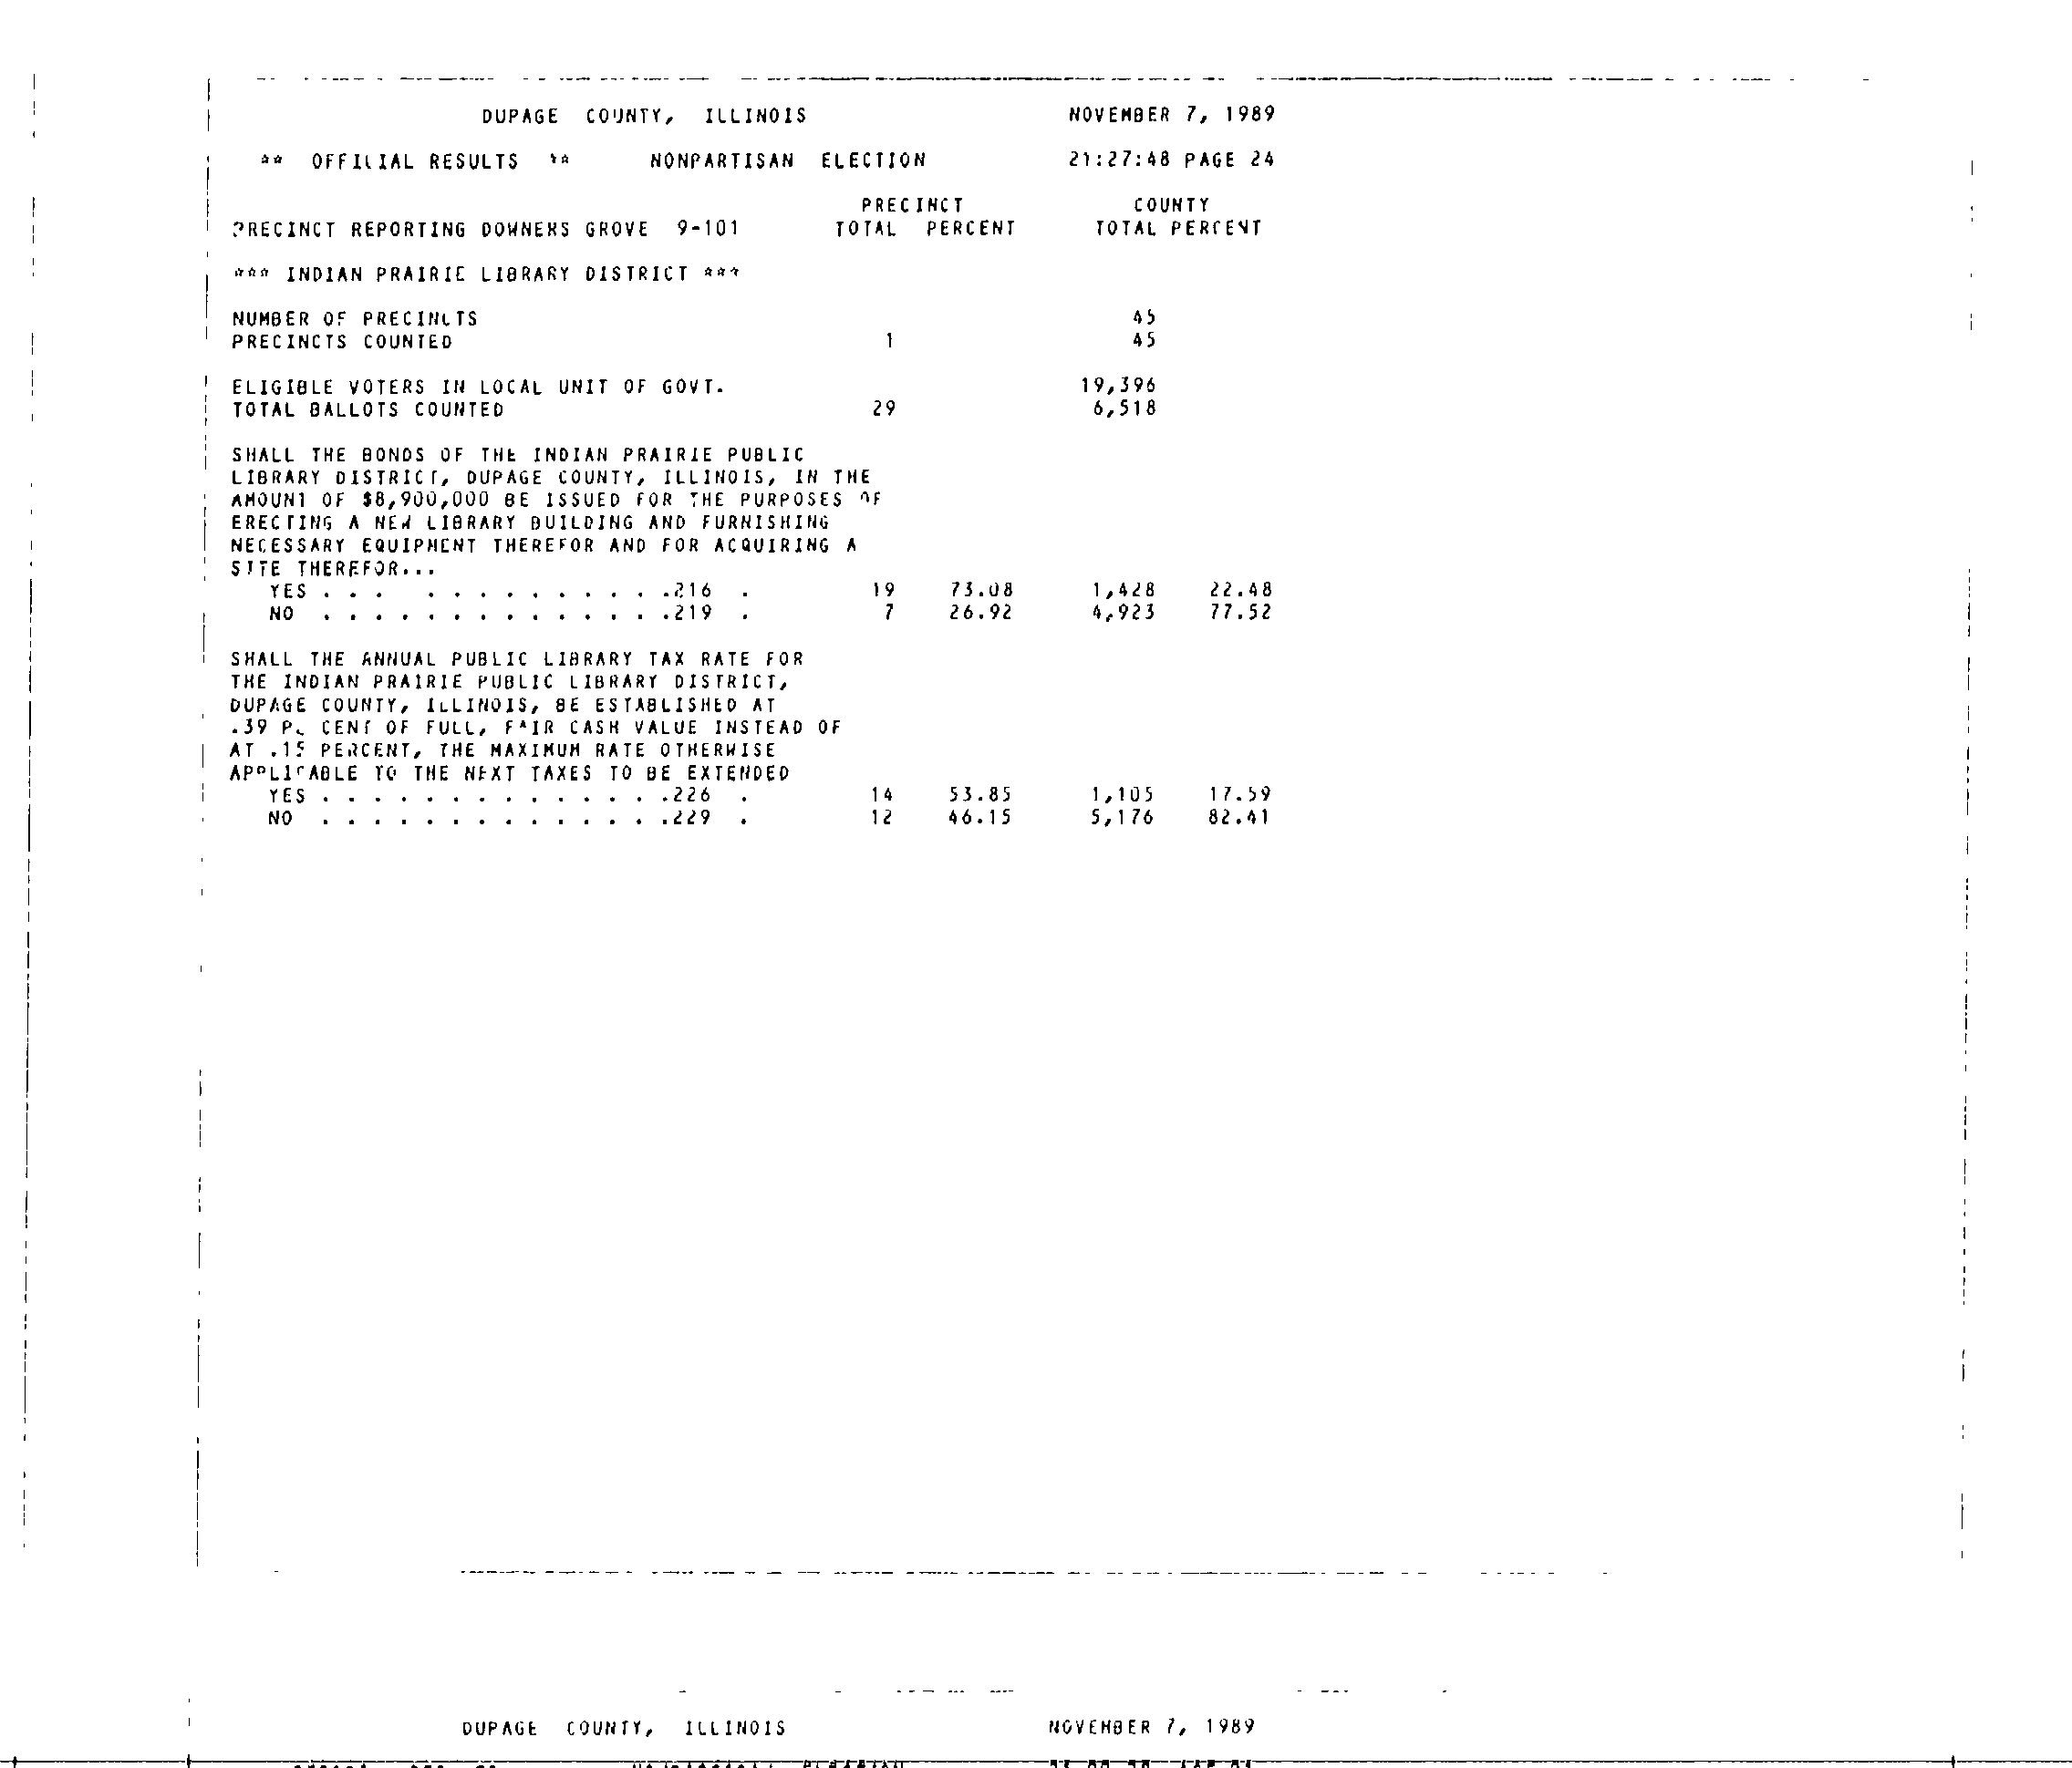 DUPAGE COUNTY, ILLINOIS NOVEMBER 7, 1989
** OFFICIAL RESULTS ** NONPARTISAN ELECTION 21:27:48 PAGE 24
PRECINCT COUNTY
PRECINCT REPORTING DOWNERS GROVE 9-101 TOTAL PERCENT TOTAL PERCENT
*** INDIAN PRAIRIE LIBRARY DISTRICT ***
NUMBER OF PRECINCTS 45
PRECINCTS COUNTED 1 45
ELIGIBLE VOTERS IN LOCAL UNIT OF GOVT. 19,396
TOTAL BALLOTS COUNTED 29 6,518
SHALL THE BONDS OF THE INDIAN PRAIRIE PUBLIC
LIBRARY DISTRICT, DUPAGE COUNTY, ILLINOIS, IN THE
AMOUNT OF $8,900,000 BE ISSUED FOR THE PURPOSES OF
ERECTING A NEW LIBRARY BUILDING AND FURNISHING
NECESSARY EQUIPMENT THEREFOR AND FOR ACQUIRING A
SITE THEREFOR...
YES . . . . . . . . . . . . .216 . 19 73.08 1,428 22.48
NO . . . . . . . . . . . . . .219 . 7 26.92 4,923 77.52
SHALL THE ANNUAL PUBLIC LIBRARY TAX RATE FOR
THE INDIAN PRAIRIE PUBLIC LIBRARY DISTRICT,
DUPAGE COUNTY, ILLINOIS, BE ESTABLISHED AT
.39 CENT OF FULL, FAIR CASH VALUE INSTEAD OF
AT .15 PERCENT, THE MAXIMUM RATE OTHERWISE
APPLICABLE TO THE NEXT TAXES TO BE EXTENDED
YES . . . . . . . . . . . . . .226 . 14 53.85 1,105 17.59
NO . . . . . . . . . . . . . .229 . 12 46.15 5,176 82.41
DUPAGE COUNTY, ILLINOIS NOVEMBER 7, 1989